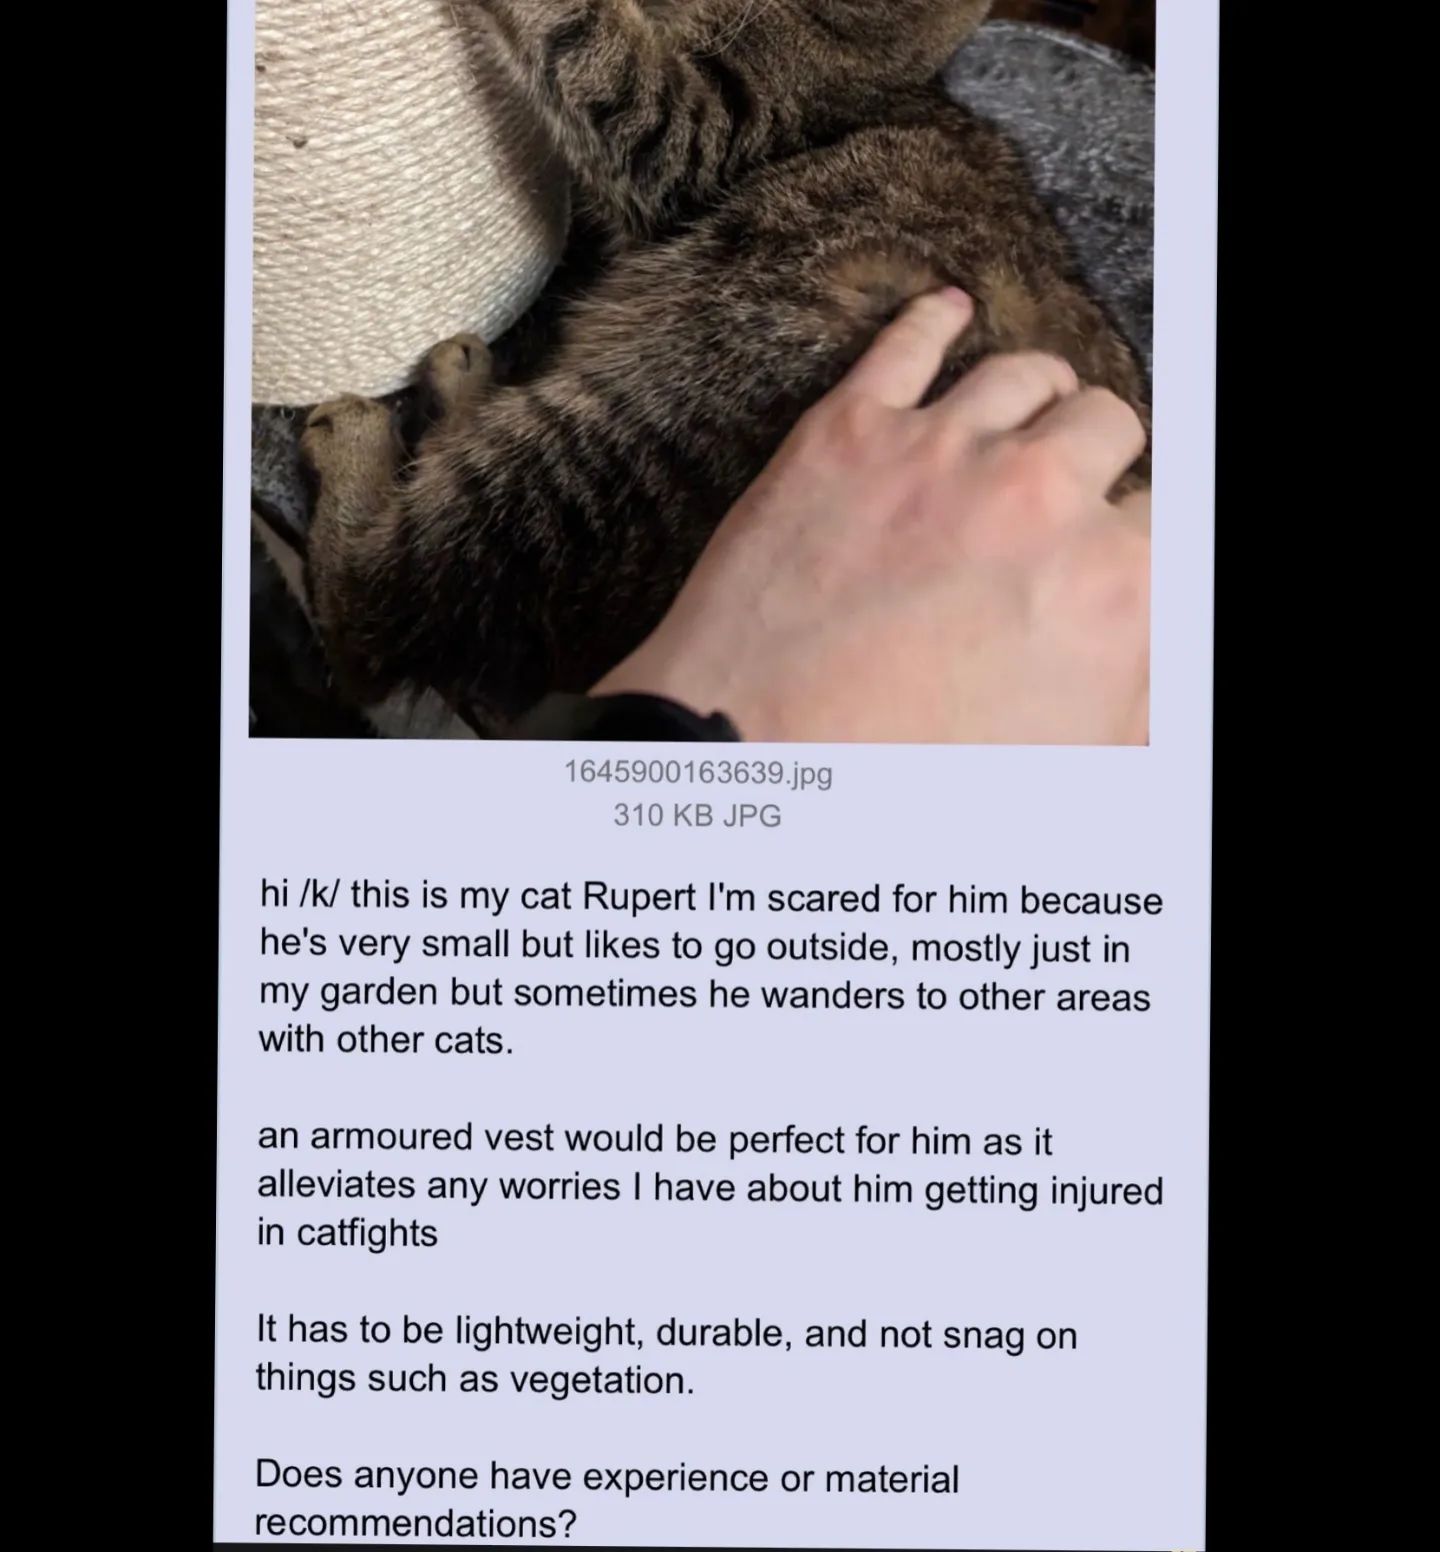 1645900163639.jpg
310 KB JPG
hi /k/ this is my cat Rupert I'm scared for him because
he's very small but likes to go outside, mostly just in
my garden but sometimes he wanders to other areas
with other cats.
an armoured vest would be perfect for him as it
alleviates any worries I have about him getting injured
in catfights
It has to be lightweight, durable, and not snag on
things such as vegetation.
Does anyone have experience or material
recommendations?